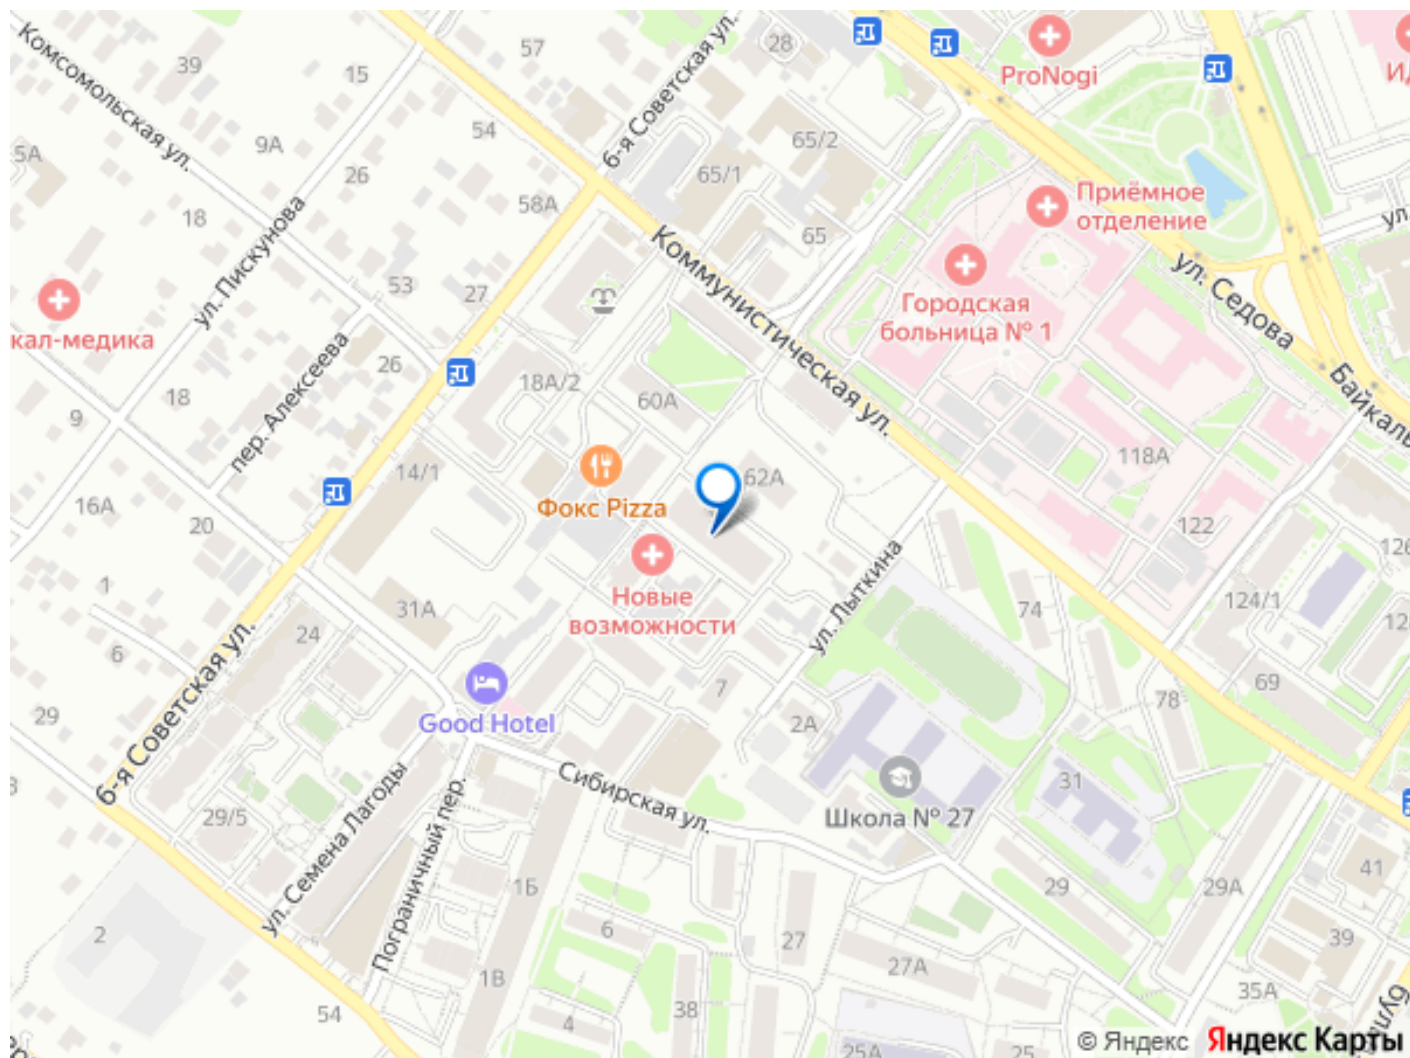 Комсомольская ул.
39
57
15
6-я Советская ул.
28
ProNogi
5А
9А
54
26
65/1
65/2
Приёмное
отделение
18
58А
ул. Пискунова
65
Коммунистическая ул.
53
27
Городская
больница № 1
ул. Седова
кал-медика
пер. Алексеева
26
18
18А/2
60А
Байкаль
9
14/1
62А
118А
Фокс Pizza
16А
20
122
126
1
31А
Новые
возможности
ул. Лыткина
74
124/1
12
6
24
6-я Советская ул.
29
7
2А
78
69
Good Hotel
29/5
ул. Семена Лагоды
Пограничный пер.
Сибирская ул.
Школа № 27
31
41
1Б
29
29А
2
6
27
39
27А
1В
35А
38
54
4
25А
25
© Яндекс Яндекс Карты